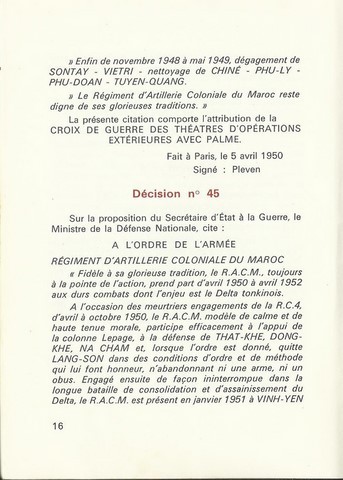 » Enfin de novembre 1948 à mai 1949, dégagement de
SONTAY - VIETRI - nettoyage de CHINÉ - PHU-LY -
PHU-DOAN - TUYEN-QUANG.
» Le Régiment d'Artillerie Coloniale du Maroc reste
digne de ses glorieuses traditions. »
La présente citation comporte l'attribution de la
CROIX DE GUERRE DES THÉATRES D'OPÉRATIONS
EXTÉRIEURES AVEC PALME.
Fait à Paris, le 5 avril 1950
Signé : Pleven
Décision n° 45
Sur la proposition du Secrétaire d'État à la Guerre, le
Ministre de la Défense Nationale, cite :
A L'ORDRE DE L'ARMÉE
RÉGIMENT D'ARTILLERIE COLONIALE DU MAROC
« Fidèle à sa glorieuse tradition, le R.A.C.M., toujours
à la pointe de l'action, prend part d'avril 1950 à avril 1952
aux durs combats dont l'enjeu est le Delta tonkinois.
A l'occasion des meurtriers engagements de la R.C.4,
d'avril à octobre 1950, le R.A.C.M. modèle de calme et de
haute tenue morale, participe efficacement à l'appui de
la colonne Lepage, à la défense de THAT-KHE, DONG-
KHE, NA CHAM et, lorsque l'ordre est donné, quitte
LANG-SON dans des conditions d'ordre et de méthode
qui lui font honneur, n'abandonnant ni une arme, ni un
obus. Engagé ensuite de façon ininterrompue dans la
longue bataille de consolidation et d'assainissement du
Delta, le R.A.C.M. est présent en janvier 1951 à VINH-YEN
16